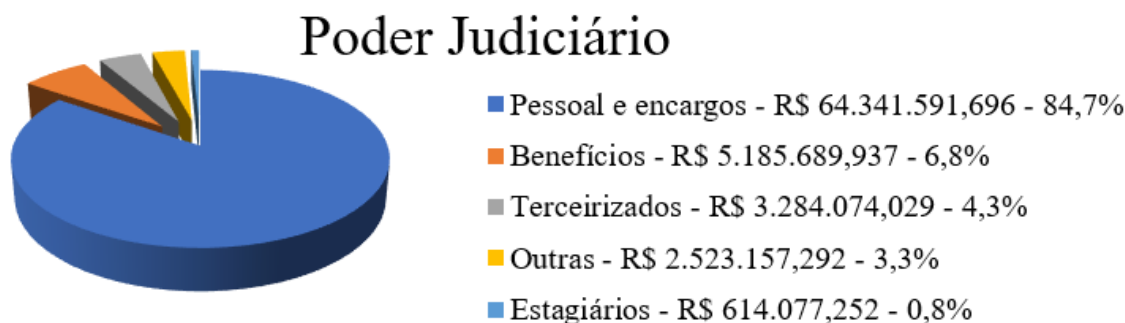 Poder Judiciário
Pessoal e encargos - R$ 64.341.591,696 - 84,7%
Benefícios - R$ 5.185.689,937 - 6,8%
Terceirizados - R$ 3.284.074,029 - 4,3%
Outras - R$ 2.523.157,292 - 3,3%
Estagiários - R$ 614.077,252 - 0,8%